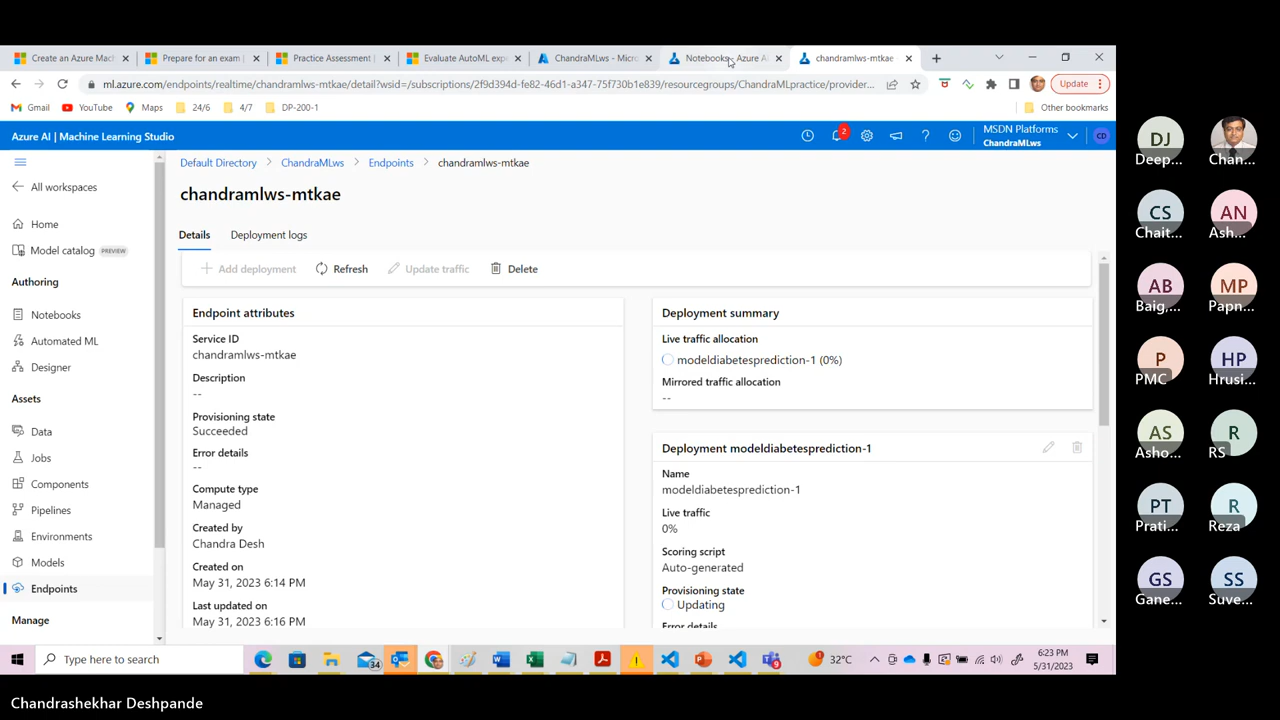 Create an Azure Mach
Prepare for an exam |
Practice Assessment |
Evaluate AutoML exp
ChandraMLws - Micro
Notebooks - Azure AI
chandramlws-mtkae
ml.azure.com/endpoints/realtime/chandramlws-mtkae/detail?wsid=/subscriptions/2f9d394d-fe82-46d1-a347-75f730b1e839/resourcegroups/ChandraMLpractice/provider...
Update
Gmail
YouTube
Maps
24/6
4/7
DP-200-1
Other bookmarks
Azure AI | Machine Learning Studio
2
MSDN Platforms
ChandraMLws
CD
All workspaces
Home
Model catalog PREVIEW
Authoring
Notebooks
Automated ML
Designer
Assets
Data
Jobs
Components
Pipelines
Environments
Models
Endpoints
Manage
Default Directory > ChandraMLws > Endpoints > chandramlws-mtkae
chandramlws-mtkae
Details
Deployment logs
Add deployment
Refresh
Update traffic
Delete
Endpoint attributes
Service ID
chandramlws-mtkae
Description
--
Provisioning state
Succeeded
Error details
--
Compute type
Managed
Created by
Chandra Desh
Created on
May 31, 2023 6:14 PM
Last updated on
May 31, 2023 6:16 PM
Deployment summary
Live traffic allocation
modeldiabetesprediction-1 (0%)
Mirrored traffic allocation
--
Deployment modeldiabetesprediction-1
Name
modeldiabetesprediction-1
Live traffic
0%
Scoring script
Auto-generated
Provisioning state
Updating
Error details
Type here to search
34
9
32°C
6:23 PM
5/31/2023
DJ
Deep...
Chan...
CS
Chait...
AN
Ash...
AB
Baig,...
MP
Papn...
P
PMC
HP
Hrusi...
AS
Asho...
R
RS
PT
Prati...
R
Reza
GS
Gane...
SS
Suve...
Chandrashekhar Deshpande